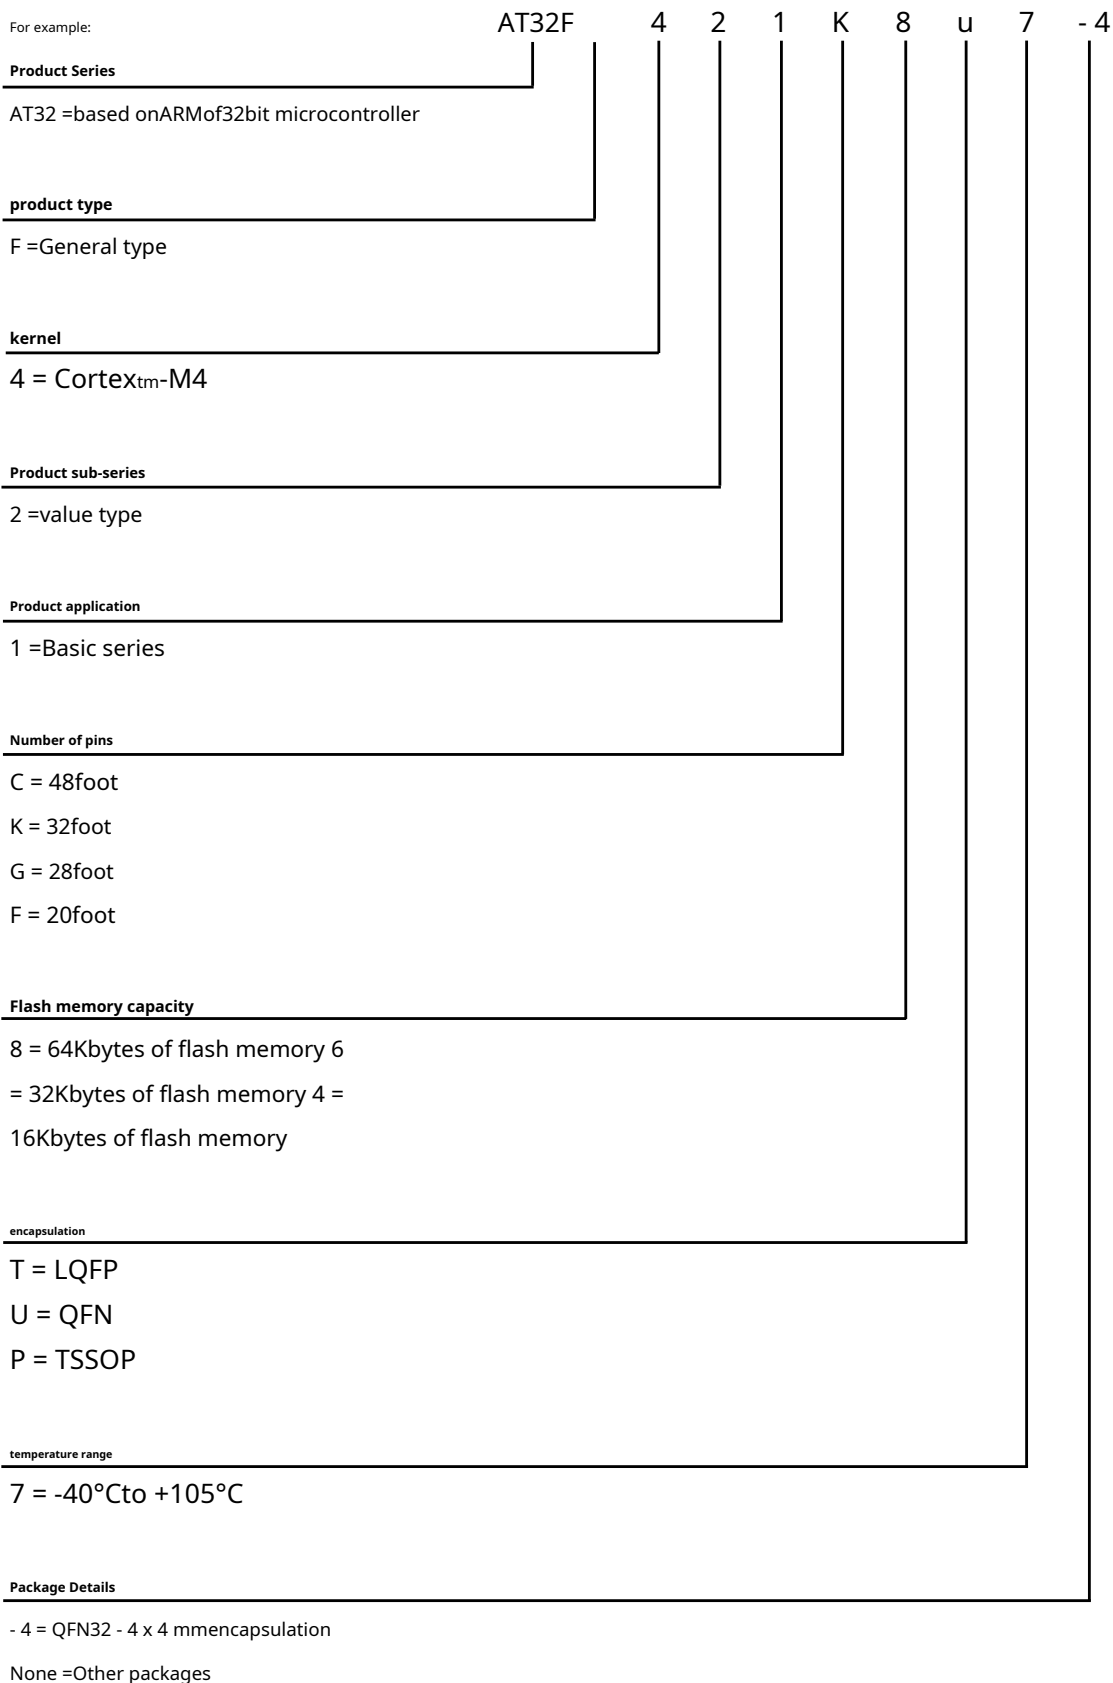 For example: AT32F 4 2 1 K 8 u 7 - 4
Product Series
AT32 =based onARMof32bit microcontroller
product type
F =General type
kernel
4 = Cortextm-M4
Product sub-series
2 =value type
Product application
1 =Basic series
Number of pins
C = 48foot
K = 32foot
G = 28foot
F = 20foot
Flash memory capacity
8 = 64Kbytes of flash memory 6
= 32Kbytes of flash memory 4 =
16Kbytes of flash memory
encapsulation
T = LQFP
U = QFN
P = TSSOP
temperature range
7 = -40°Cto +105°C
Package Details
- 4 = QFN32 - 4 x 4 mmencapsulation
None =Other packages